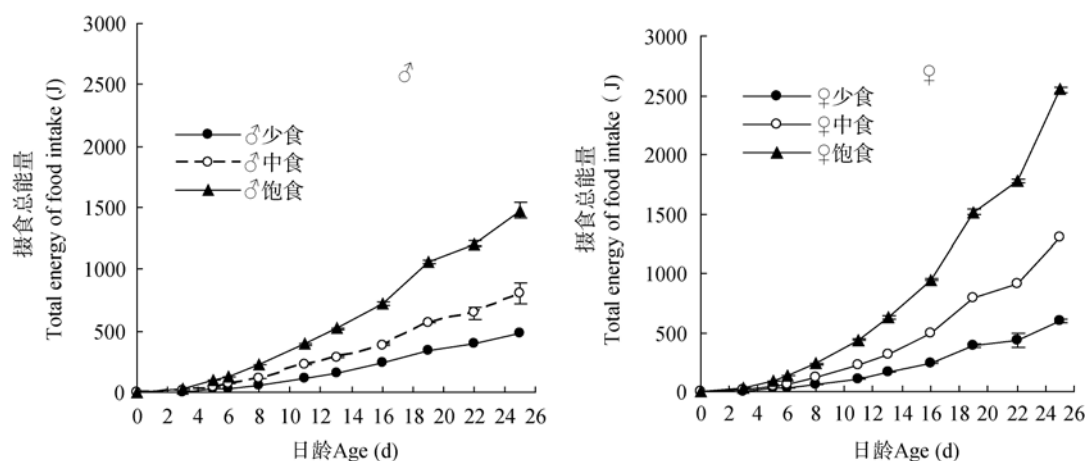 3000
2500
2000
1500
1000
500
0
摄食总能量
Total energy of food intake (J)
♂
♂少食
♂中食
♂饱食
0 2 4 6 8 10 12 14 16 18 20 22 24 26
日龄Age (d)
3000
2500
2000
1500
1000
500
0
摄食总能量
Total energy of food intake ( J)
♀
♀少食
♀中食
♀饱食
0 2 4 6 8 10 12 14 16 18 20 22 24 26
日龄Age (d)